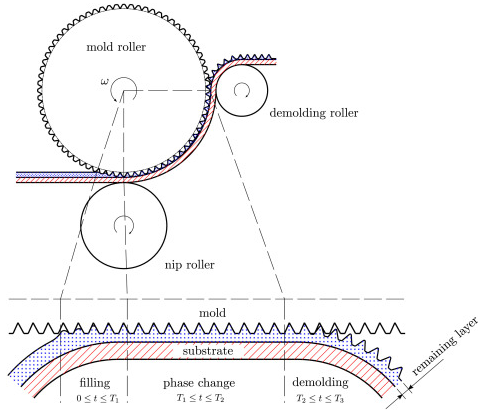 mold roller
ω
demolding roller
nip roller
mold
substrate
remaining layer
filling
0 ≤ t ≤ T₁
phase change
T₁ ≤ t ≤ T₂
demolding
T₂ ≤ t ≤ T₃